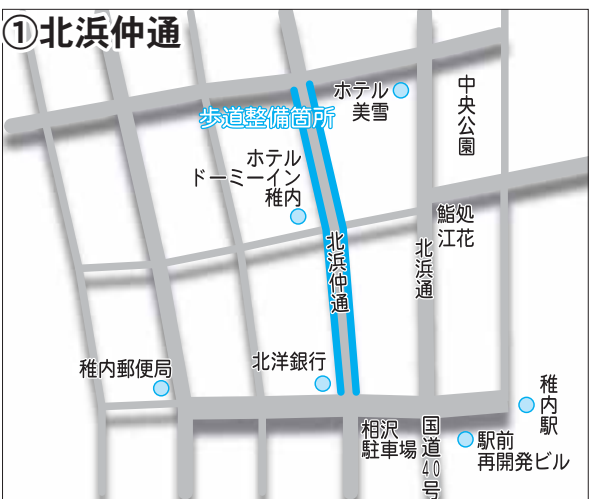 ①北浜仲通
ホテル
美雪
中央公園
歩道整備箇所
ホテル
ドーミーイン
稚内
鮨処
江花
北浜仲通
北浜通
稚内郵便局
北洋銀行
稚内駅
相沢
駐車場
国道40号
駅前
再開発ビル